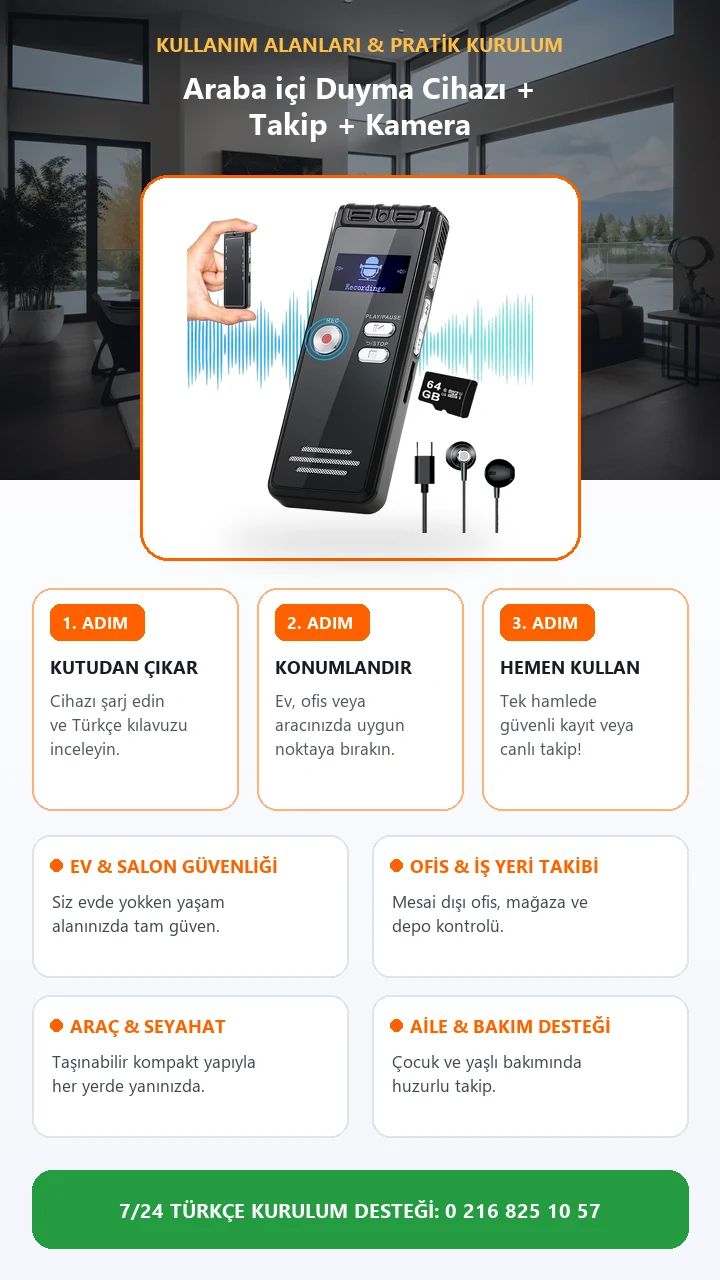 KULLANIM ALANLARI & PRATİK KURULUM
Araba içi Duyma Cihazı +
Takip + Kamera
Recordings
REC
PLAY/PAUSE
/STOP
64
GB
1. ADIM
KUTUDAN ÇIKAR
Cihazı şarj edin
ve Türkçe kılavuzu
inceleyin.
2. ADIM
KONUMLANDIR
Ev, ofis veya
aracınızda uygun
noktaya bırakın.
3. ADIM
HEMEN KULLAN
Tek hamlede
güvenli kayıt veya
canlı takip!
EV & SALON GÜVENLİĞİ
Siz evde yokken yaşam
alanınızda tam güven.
OFİS & İŞ YERİ TAKİBİ
Mesai dışı ofis, mağaza ve
depo kontrolü.
ARAÇ & SEYAHAT
Taşınabilir kompakt yapıyla
her yerde yanınızda.
AİLE & BAKIM DESTEĞİ
Çocuk ve yaşlı bakımında
huzurlu takip.
7/24 TÜRKÇE KURULUM DESTEĞİ: 0 216 825 10 57